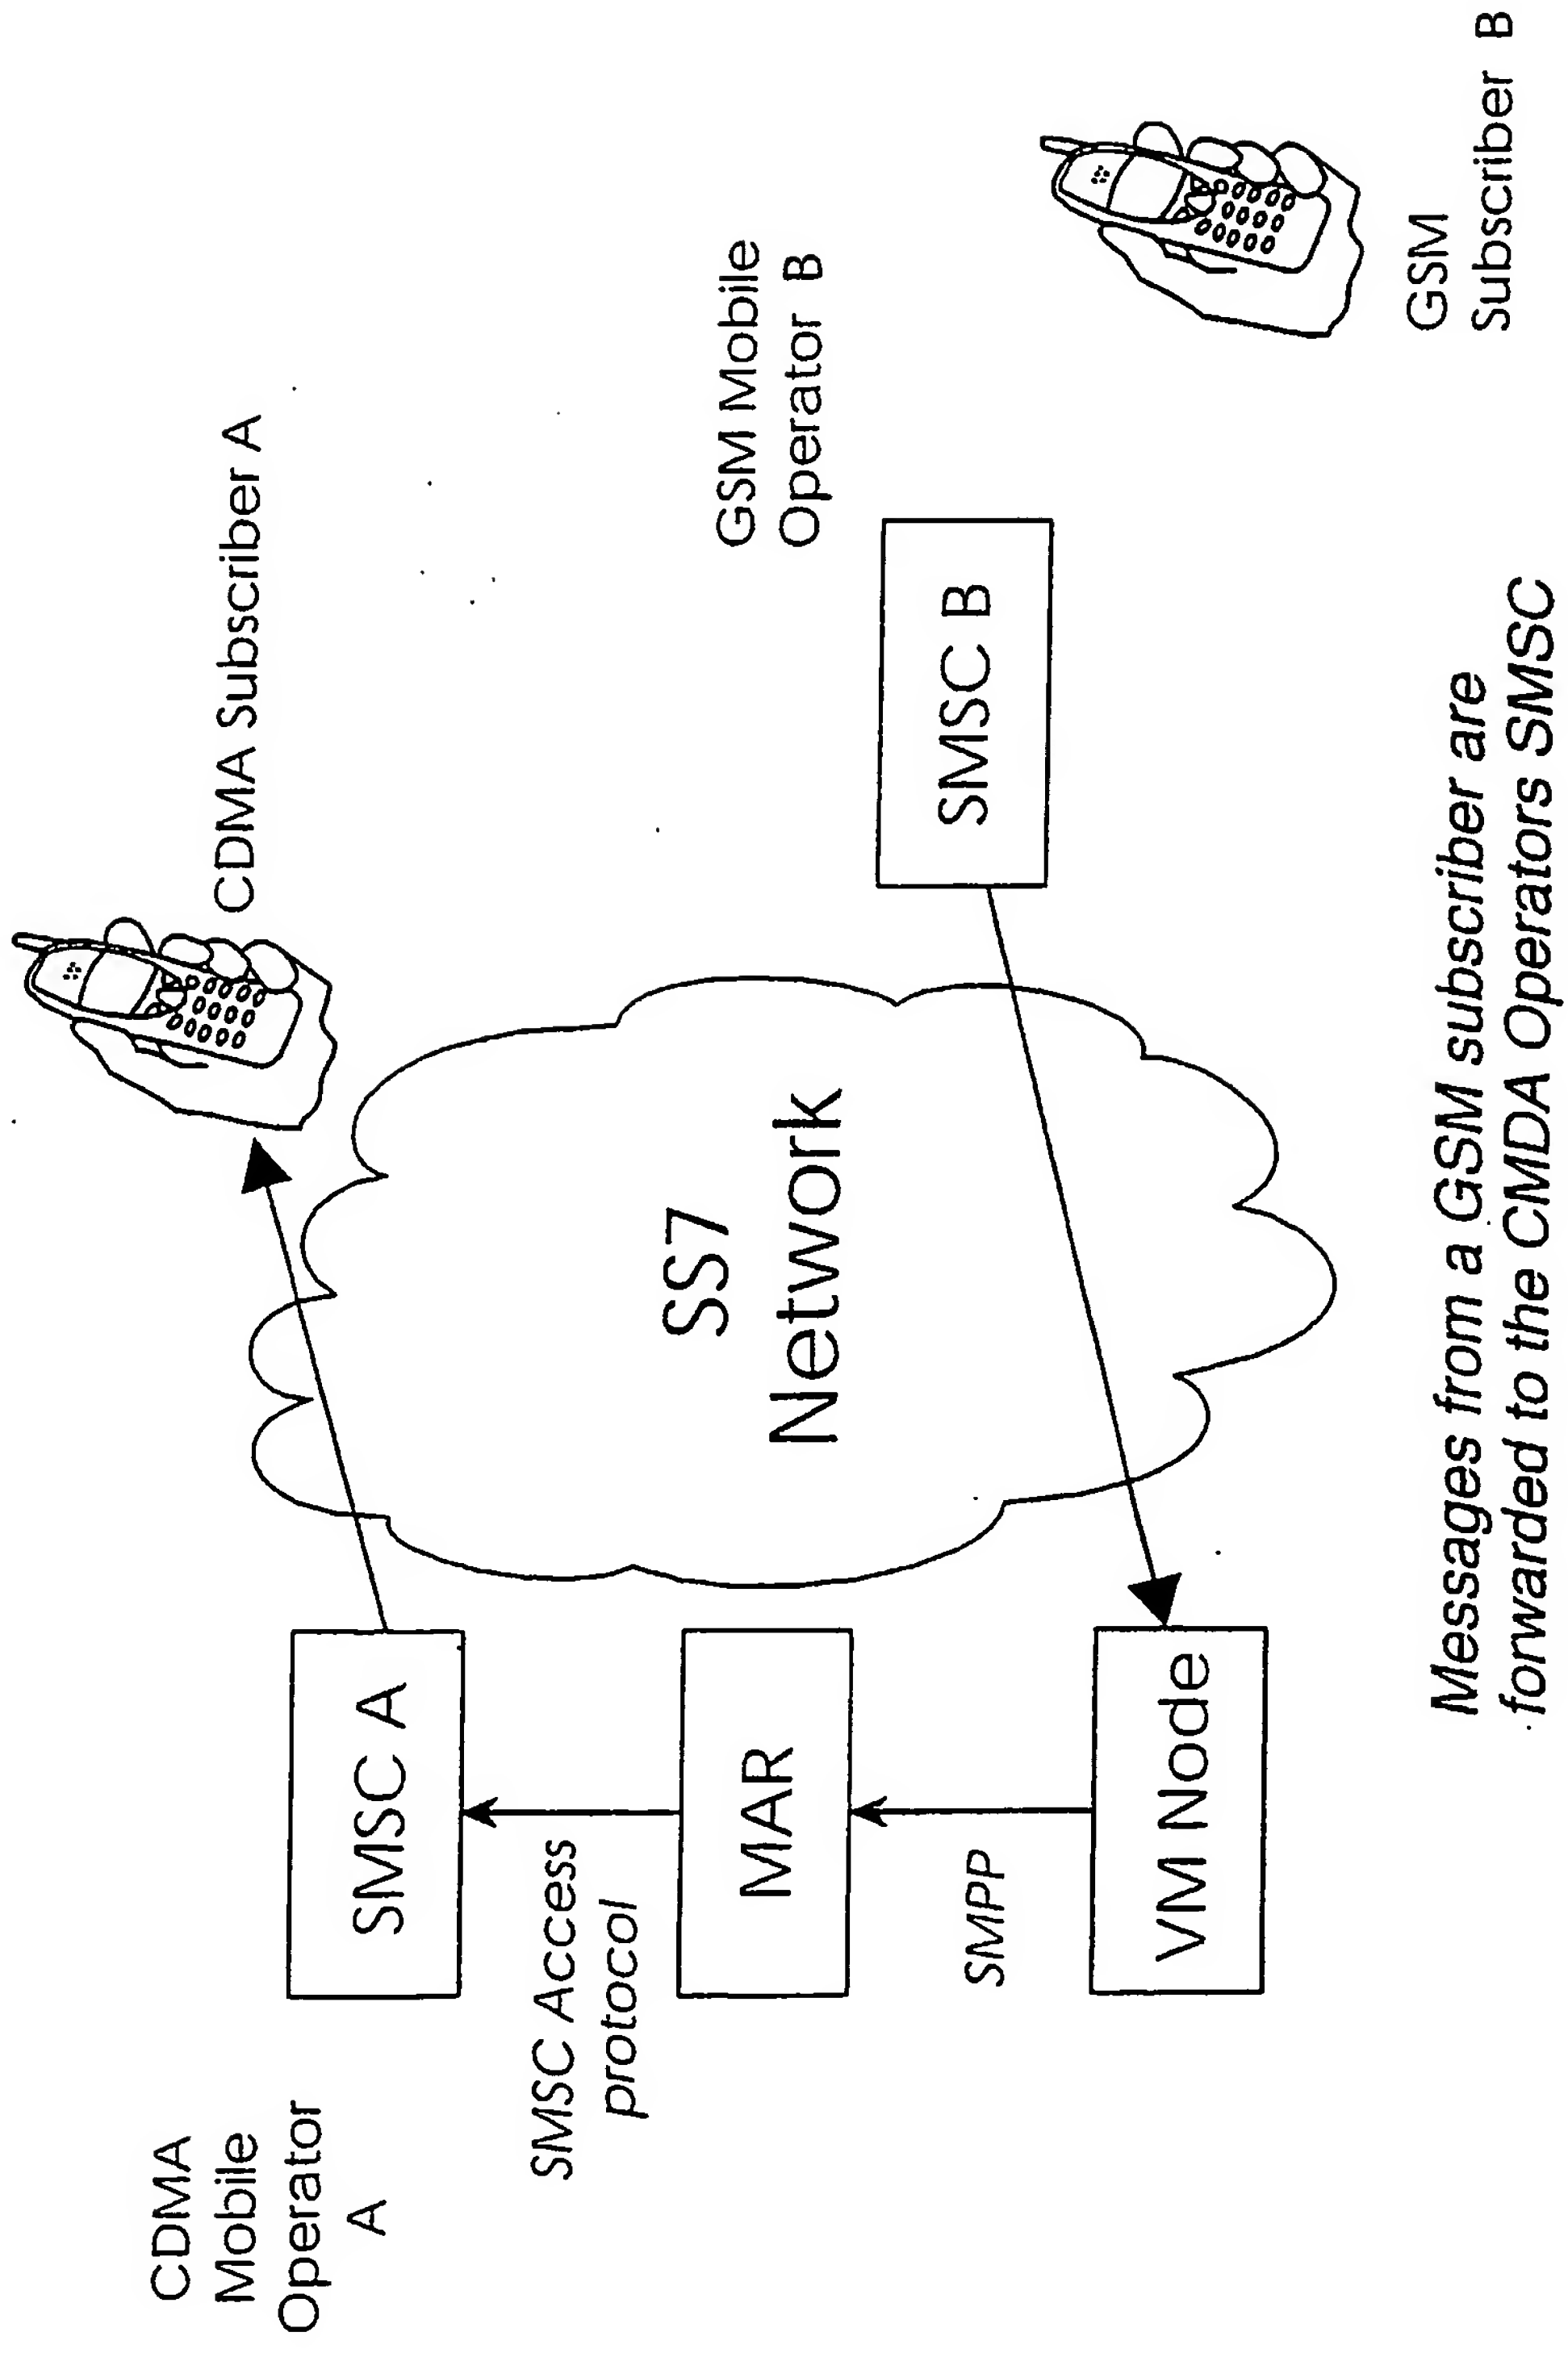 CDMA
Mobile
Operator
A
SMSC A
CDMA Subscriber A
SMSC Access
protocol
MAR
SS7
Network
GSM Mobile
Operator B
SMPP
VM Node
SMSC B
GSM
Subscriber B
Messages from a GSM subscriber are
forwarded to the CMDA Operators SMSC